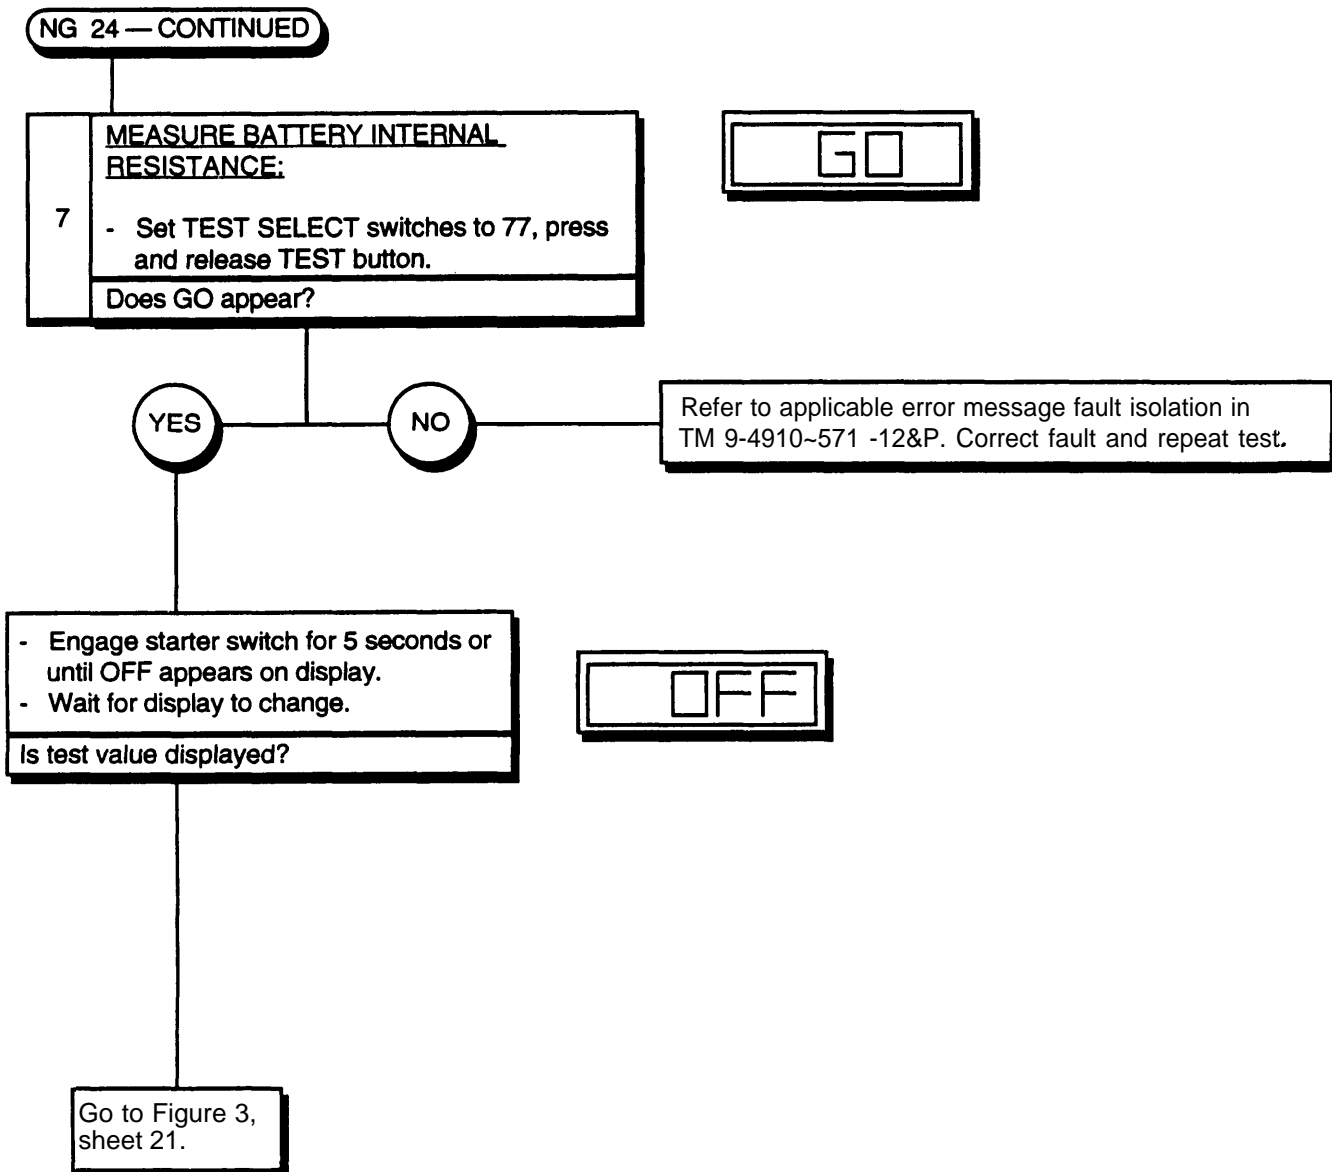 NG 24 — CONTINUED
7
MEASURE BATTERY INTERNAL
RESISTANCE:
- Set TEST SELECT switches to 77, press
and release TEST button.
Does GO appear?
GO
YES
NO
Refer to applicable error message fault isolation in
TM 9-4910~571 -12&P. Correct fault and repeat test.
- Engage starter switch for 5 seconds or
until OFF appears on display.
- Wait for display to change.
Is test value displayed?
OFF
Go to Figure 3,
sheet 21.